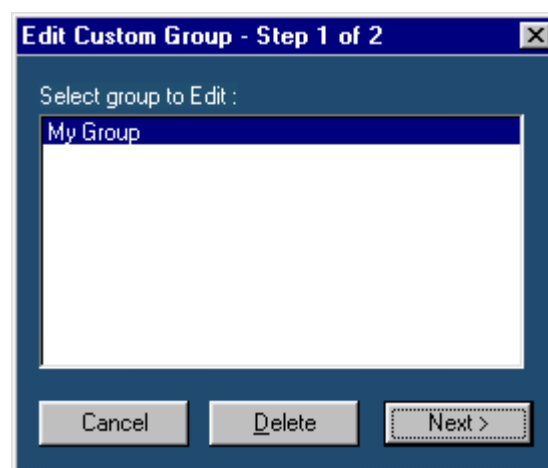 Edit Custom Group - Step 1 of 2
Select group to Edit :
My Group
Cancel Delete Next >